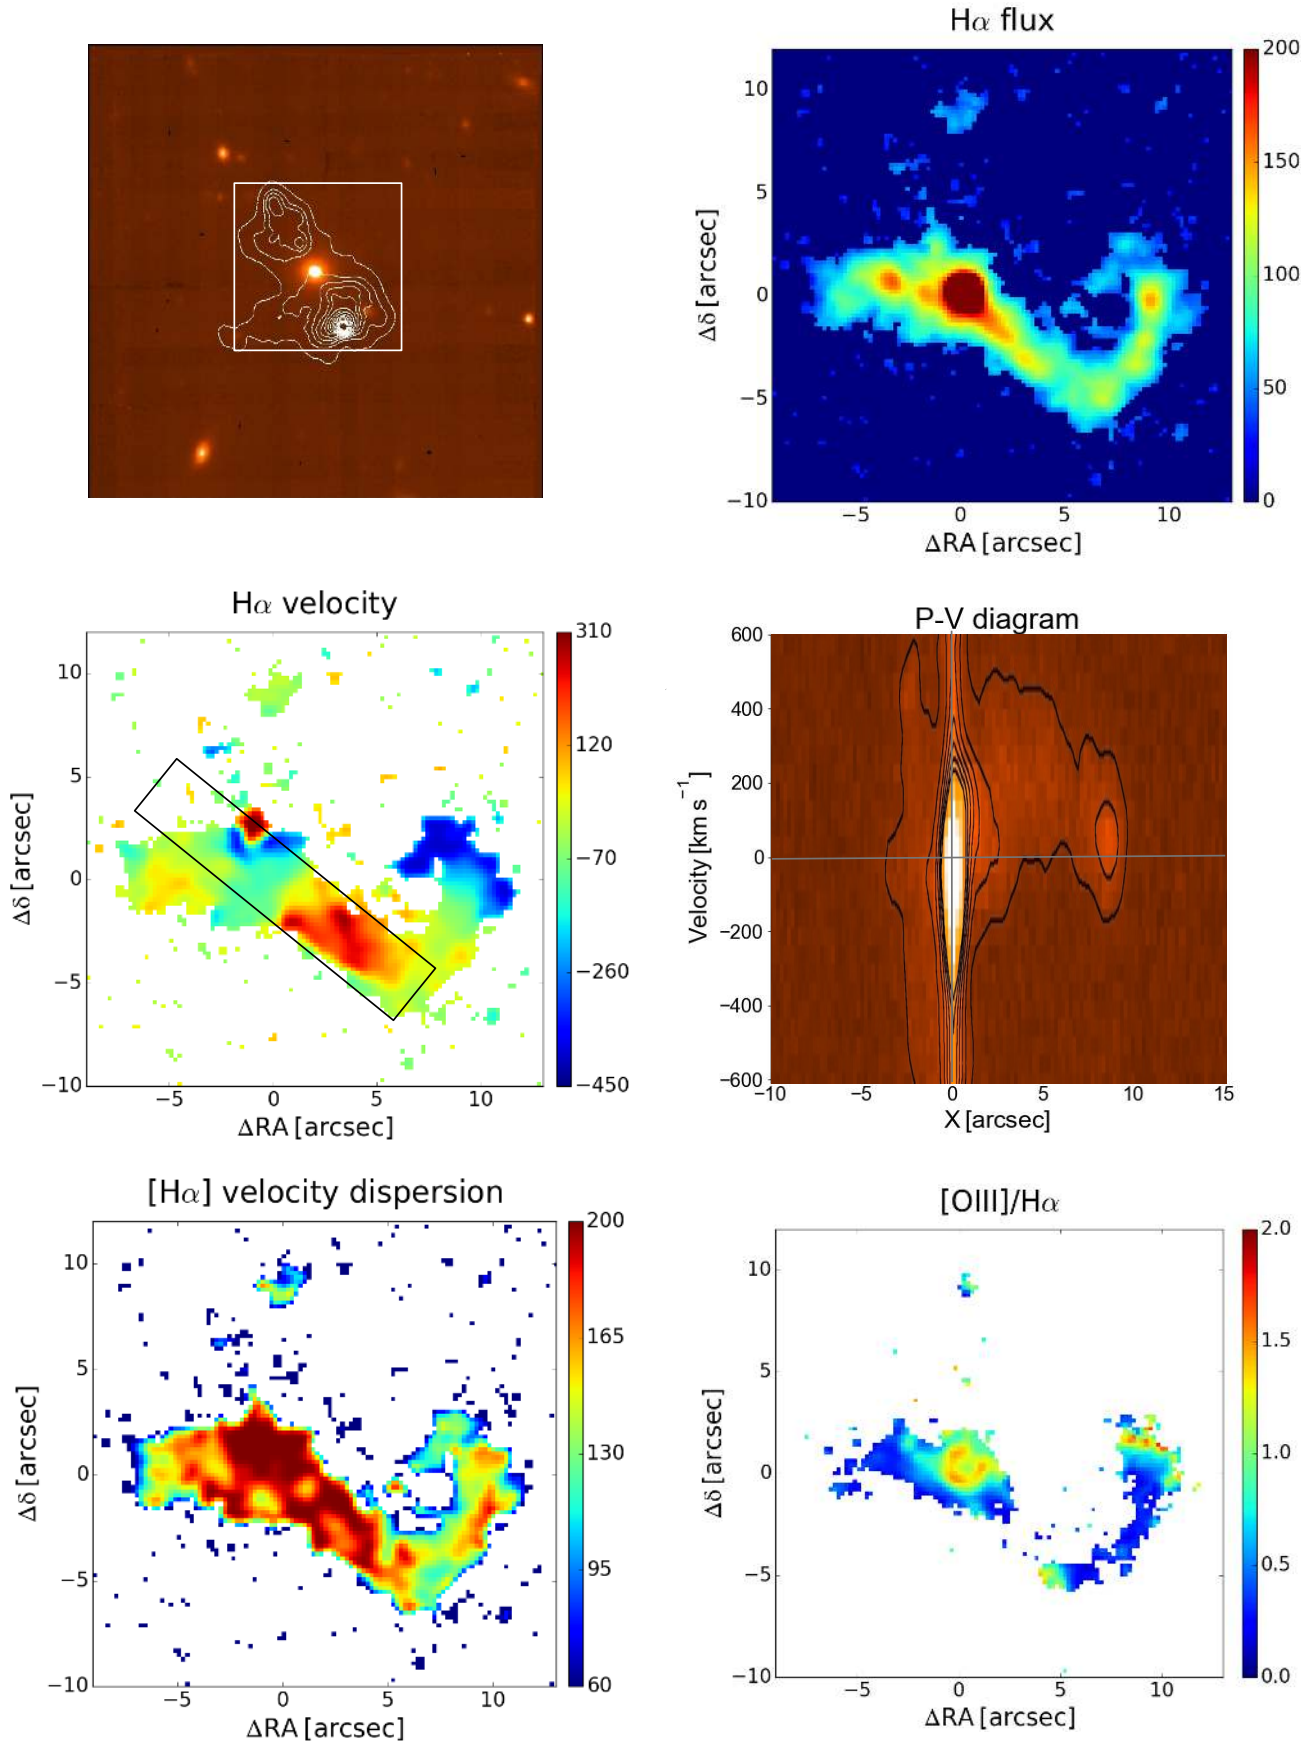 Hα flux
10
5
0
−5
−10
Δδ [arcsec]
−5 0 5 10
ΔRA [arcsec]
200
150
100
50
0
Hα velocity
10
5
0
−5
−10
Δδ [arcsec]
−5 0 5 10
ΔRA [arcsec]
310
120
−70
−260
−450
P-V diagram
600
400
200
0
−200
−400
−600
Velocity [km s−1]
-10 −5 0 5 10 15
X [arcsec]
[Hα] velocity dispersion
10
5
0
−5
−10
Δδ [arcsec]
−5 0 5 10
ΔRA [arcsec]
200
165
130
95
60
[OIII]/Hα
10
5
0
−5
−10
Δδ [arcsec]
−5 0 5 10
ΔRA [arcsec]
2.0
1.5
1.0
0.5
0.0